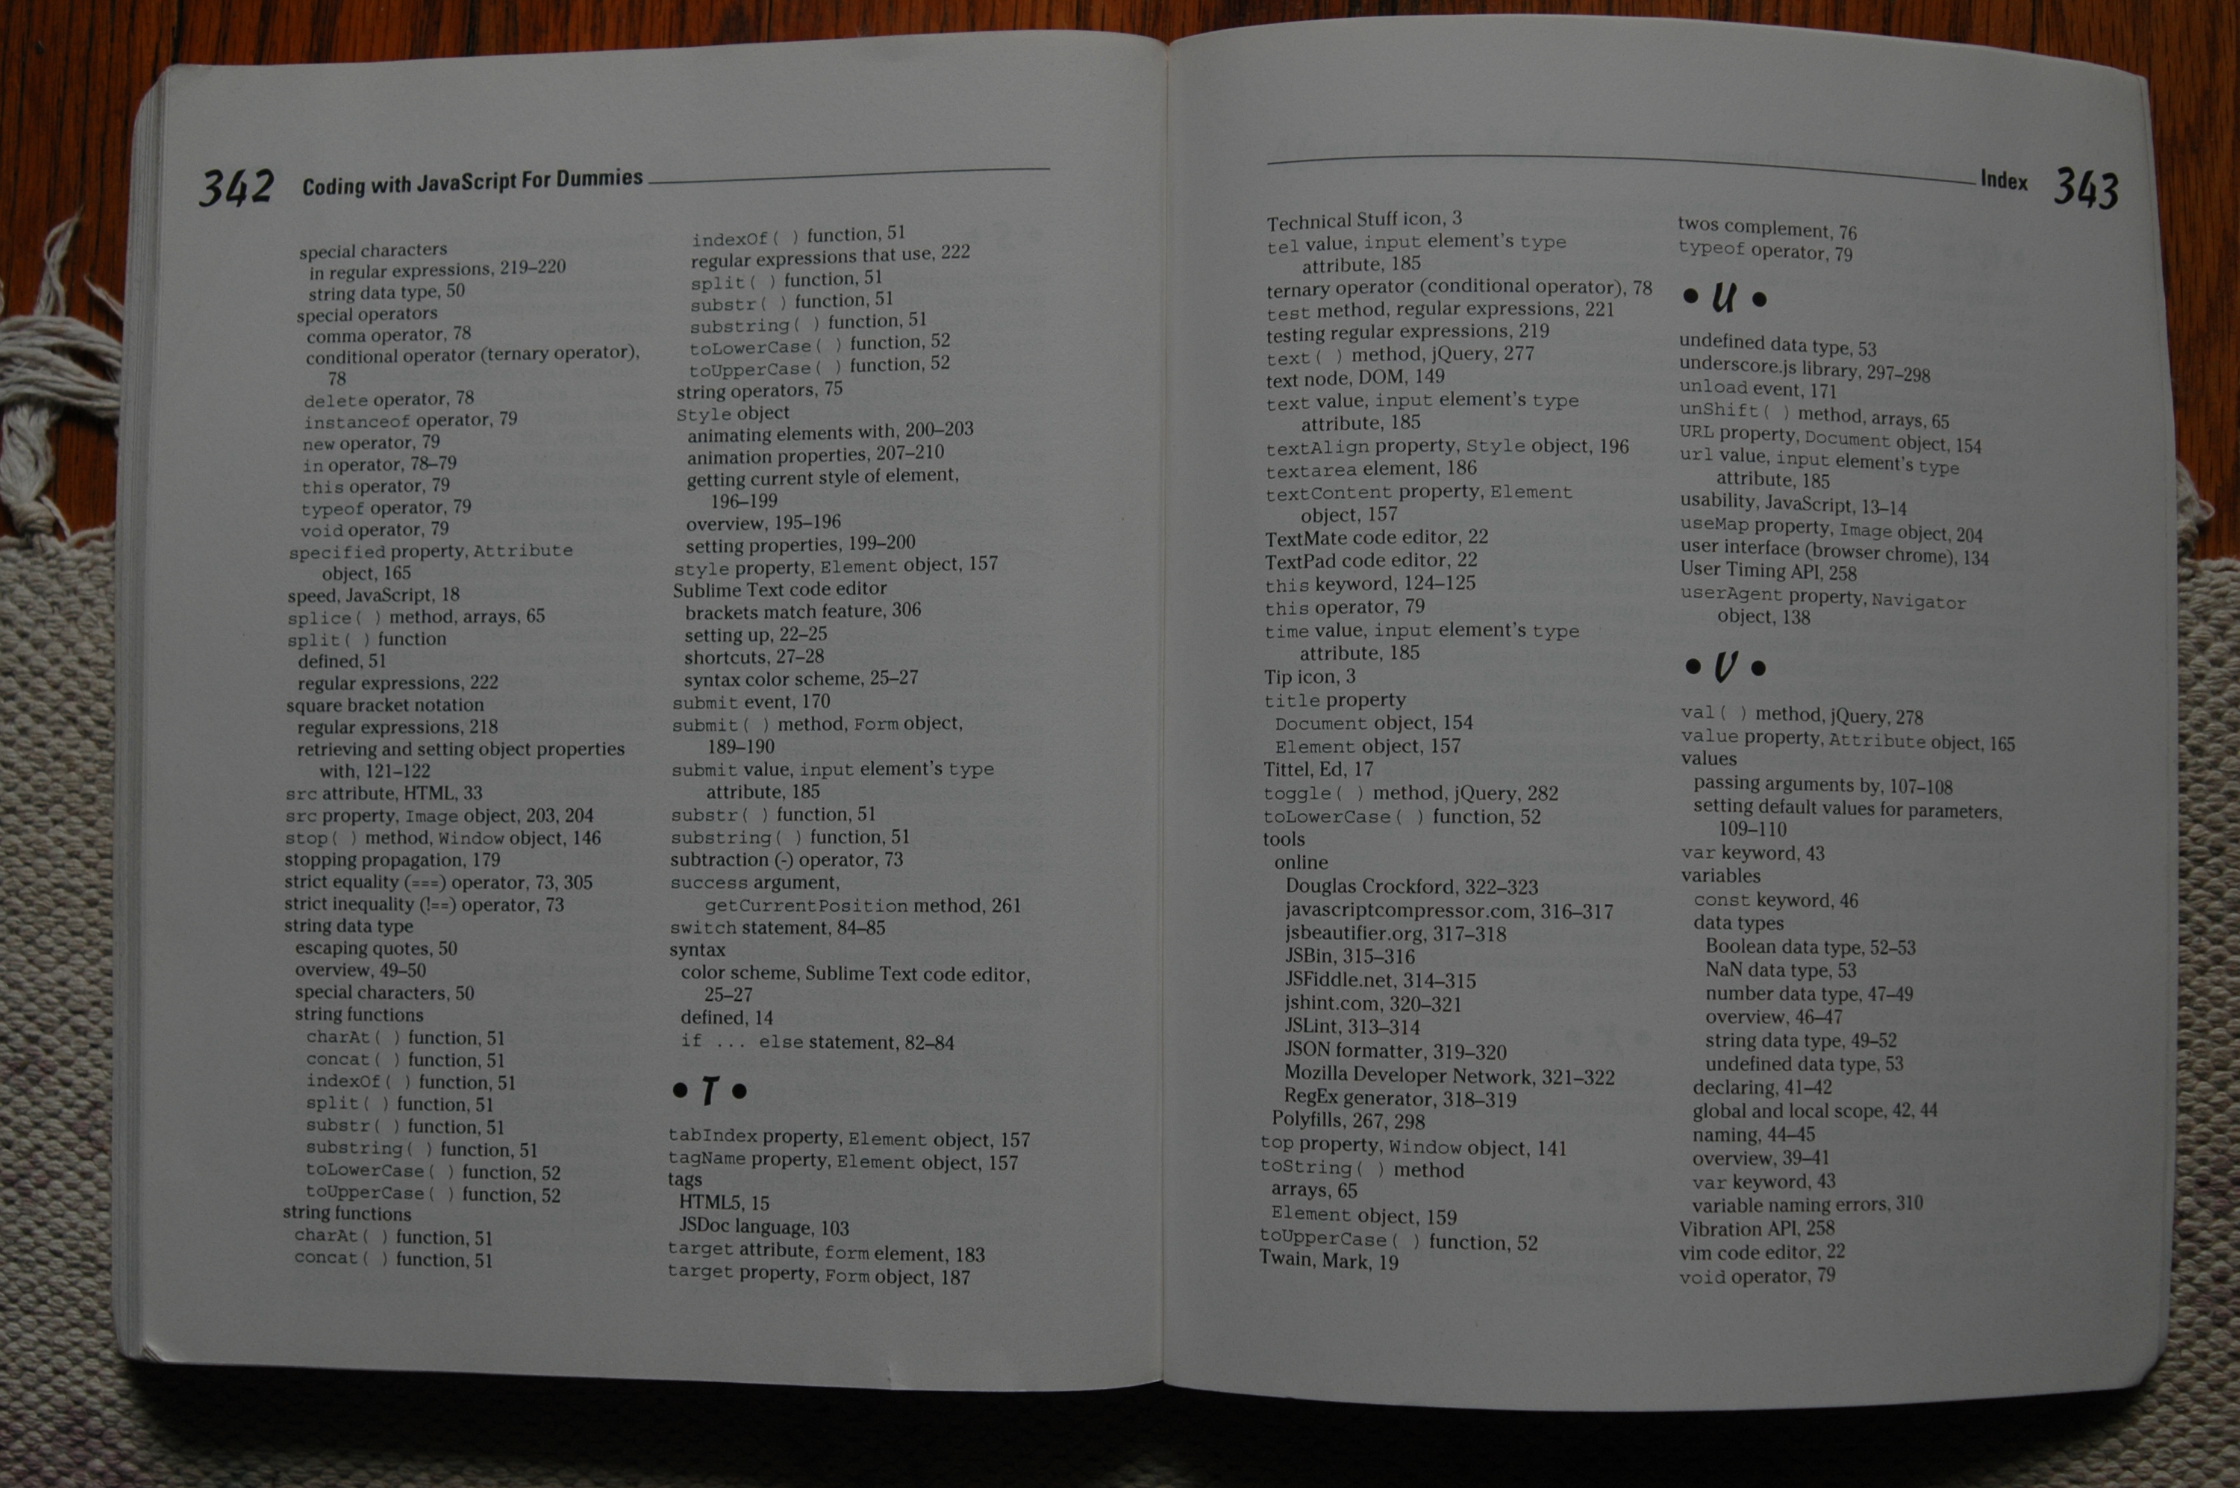 342 Coding with JavaScript For Dummies
special characters
in regular expressions, 219–220
string data type, 50
special operators
comma operator, 78
conditional operator (ternary operator),
78
delete operator, 78
instanceof operator, 79
new operator, 79
in operator, 78–79
this operator, 79
typeof operator, 79
void operator, 79
specified property, Attribute
object, 165
speed, JavaScript, 18
splice( ) method, arrays, 65
split( ) function
defined, 51
regular expressions, 222
square bracket notation
regular expressions, 218
retrieving and setting object properties
with, 121–122
src attribute, HTML, 33
src property, Image object, 203, 204
stop( ) method, Window object, 146
stopping propagation, 179
strict equality (===) operator, 73, 305
strict inequality (!==) operator, 73
string data type
escaping quotes, 50
overview, 49–50
special characters, 50
string functions
charAt( ) function, 51
concat( ) function, 51
indexOf( ) function, 51
split( ) function, 51
substr( ) function, 51
substring( ) function, 51
toLowerCase( ) function, 52
toUpperCase( ) function, 52
string functions
charAt( ) function, 51
concat( ) function, 51
indexOf( ) function, 51
regular expressions that use, 222
split( ) function, 51
substr( ) function, 51
substring( ) function, 51
toLowerCase( ) function, 52
toUpperCase( ) function, 52
string operators, 75
Style object
animating elements with, 200–203
animation properties, 207–210
getting current style of element,
196–199
overview, 195–196
setting properties, 199–200
style property, Element object, 157
Sublime Text code editor
brackets match feature, 306
setting up, 22–25
shortcuts, 27–28
syntax color scheme, 25–27
submit event, 170
submit( ) method, Form object,
189–190
submit value, input element's type
attribute, 185
substr( ) function, 51
substring( ) function, 51
subtraction (-) operator, 73
success argument,
getCurrentPosition method, 261
switch statement, 84–85
syntax
color scheme, Sublime Text code editor,
25–27
defined, 14
if ... else statement, 82–84
• T •
tabIndex property, Element object, 157
tagName property, Element object, 157
tags
HTML5, 15
JSDoc language, 103
target attribute, form element, 183
target property, Form object, 187
Index 343
Technical Stuff icon, 3
tel value, input element's type
attribute, 185
ternary operator (conditional operator), 78
test method, regular expressions, 221
testing regular expressions, 219
text( ) method, jQuery, 277
text node, DOM, 149
text value, input element's type
attribute, 185
textAlign property, Style object, 196
textarea element, 186
textContent property, Element
object, 157
TextMate code editor, 22
TextPad code editor, 22
this keyword, 124–125
this operator, 79
time value, input element's type
attribute, 185
Tip icon, 3
title property
Document object, 154
Element object, 157
Tittel, Ed, 17
toggle( ) method, jQuery, 282
toLowerCase( ) function, 52
tools
online
Douglas Crockford, 322–323
javascriptcompressor.com, 316–317
jsbeautifier.org, 317–318
JSBin, 315–316
JSFiddle.net, 314–315
jshint.com, 320–321
JSLint, 313–314
JSON formatter, 319–320
Mozilla Developer Network, 321–322
RegEx generator, 318–319
Polyfills, 267, 298
top property, Window object, 141
toString( ) method
arrays, 65
Element object, 159
toUpperCase( ) function, 52
Twain, Mark, 19
twos complement, 76
typeof operator, 79
• U •
undefined data type, 53
underscore.js library, 297–298
unload event, 171
unShift( ) method, arrays, 65
URL property, Document object, 154
url value, input element's type
attribute, 185
usability, JavaScript, 13–14
useMap property, Image object, 204
user interface (browser chrome), 134
User Timing API, 258
userAgent property, Navigator
object, 138
• V •
val( ) method, jQuery, 278
value property, Attribute object, 165
values
passing arguments by, 107–108
setting default values for parameters,
109–110
var keyword, 43
variables
const keyword, 46
data types
Boolean data type, 52–53
NaN data type, 53
number data type, 47–49
overview, 46–47
string data type, 49–52
undefined data type, 53
declaring, 41–42
global and local scope, 42, 44
naming, 44–45
overview, 39–41
var keyword, 43
variable naming errors, 310
Vibration API, 258
vim code editor, 22
void operator, 79